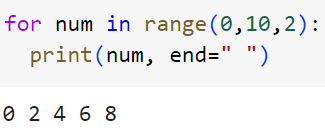 for num in range(0,10,2):
  print(num, end=" ")
0 2 4 6 8